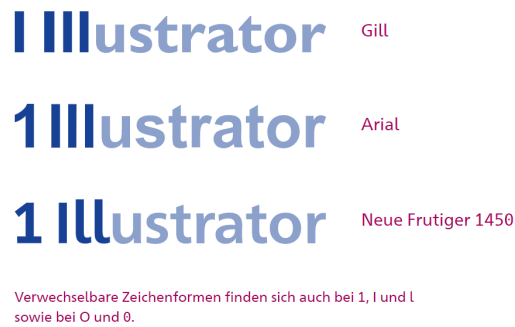 1 Illustrator Gill
1 Illustrator Arial
1 Illustrator Neue Frutiger 1450
Verwechselbare Zeichenformen finden sich auch bei 1, I und l
sowie bei O und 0.